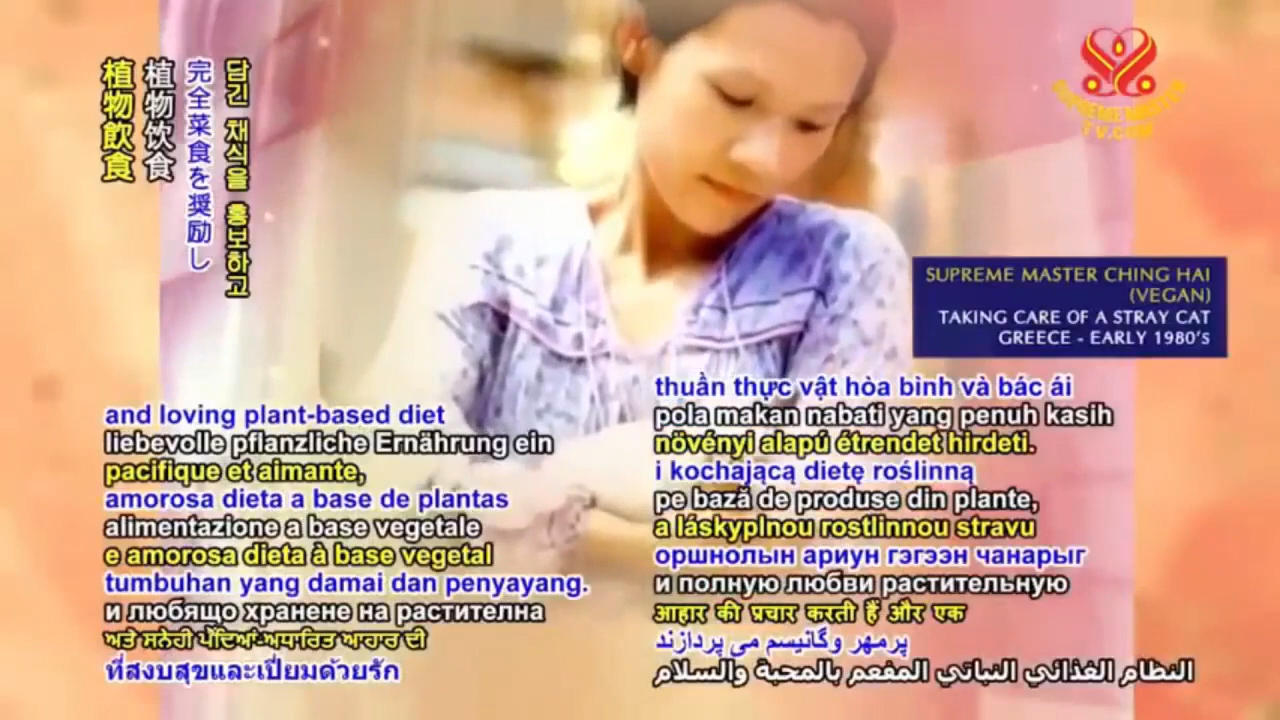 植物飲食
植物饮食
完全菜食を奨励し
담긴 채식을 홍보하고
SUPREME MASTER
TV.COM
SUPREME MASTER CHING HAI
(VEGAN)
TAKING CARE OF A STRAY CAT
GREECE - EARLY 1980's
and loving plant-based diet
liebevolle pflanzliche Ernährung ein
pacifique et aimante,
amorosa dieta a base de plantas
alimentazione a base vegetale
e amorosa dieta à base vegetal
tumbuhan yang damai dan penyayang.
и любящо хранене на растителна
ਅਤੇ ਸਨੇਹੀ ਪੌਦਿਆਂ-ਅਧਾਰਿਤ ਆਹਾਰ ਦੀ
ที่สงบสุขและเปี่ยมด้วยรัก
thuần thực vật hòa bình và bác ái
pola makan nabati yang penuh kasih
növényi alapú étrendet hirdeti.
i kochającą dietę roślinną
pe bază de produse din plante,
a láskyplnou rostlinnou stravu
оршнолын ариун гэгээн чанарыг
и полную любви растительную
आहार की प्रचार करती हैं और एक
پرمهر وگانیسم می پردازند
النظام الغذائي النباتي المفعم بالمحبة والسلام